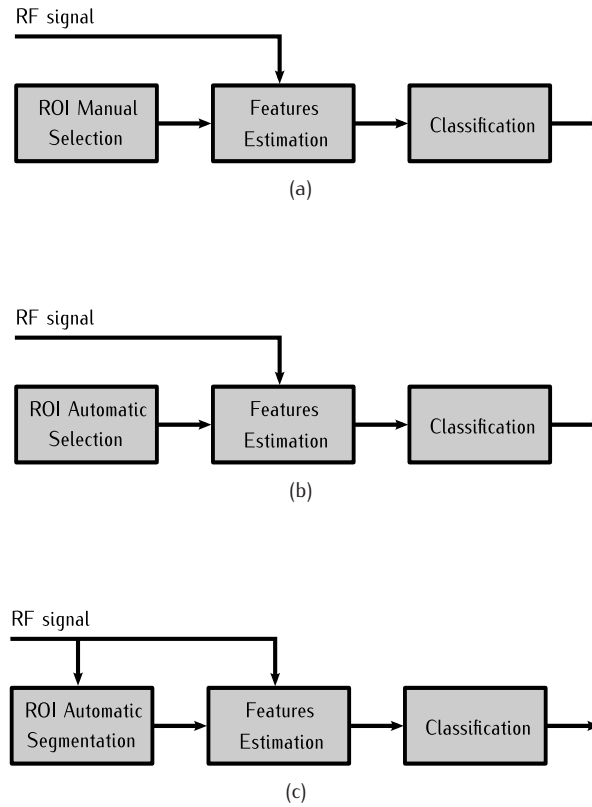 RF signal
ROI Manual
Selection
Features
Estimation
Classification
(a)
RF signal
ROI Automatic
Selection
Features
Estimation
Classification
(b)
RF signal
ROI Automatic
Segmentation
Features
Estimation
Classification
(c)